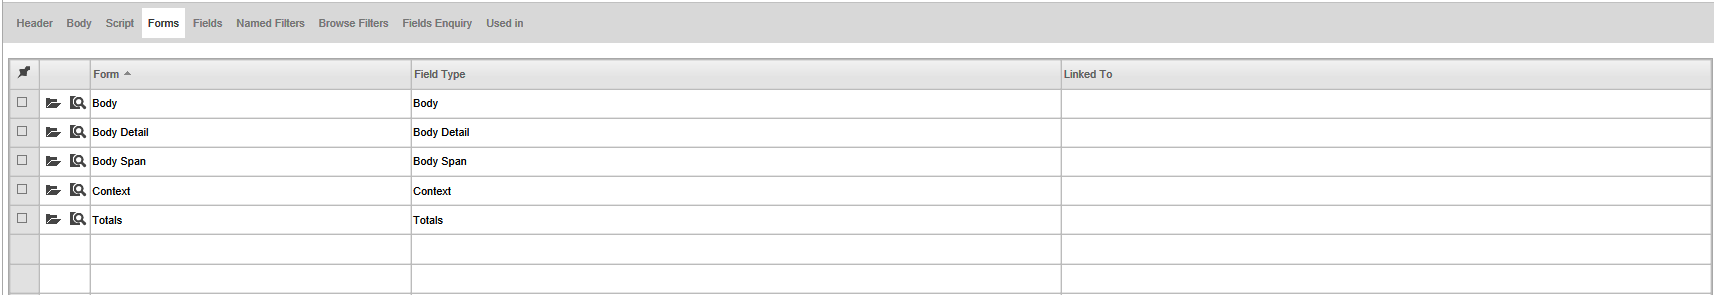 Header Body Script Forms Fields Named Filters Browse Filters Fields Enquiry Used in
Form Field Type Linked To
Body Body
Body Detail Body Detail
Body Span Body Span
Context Context
Totals Totals